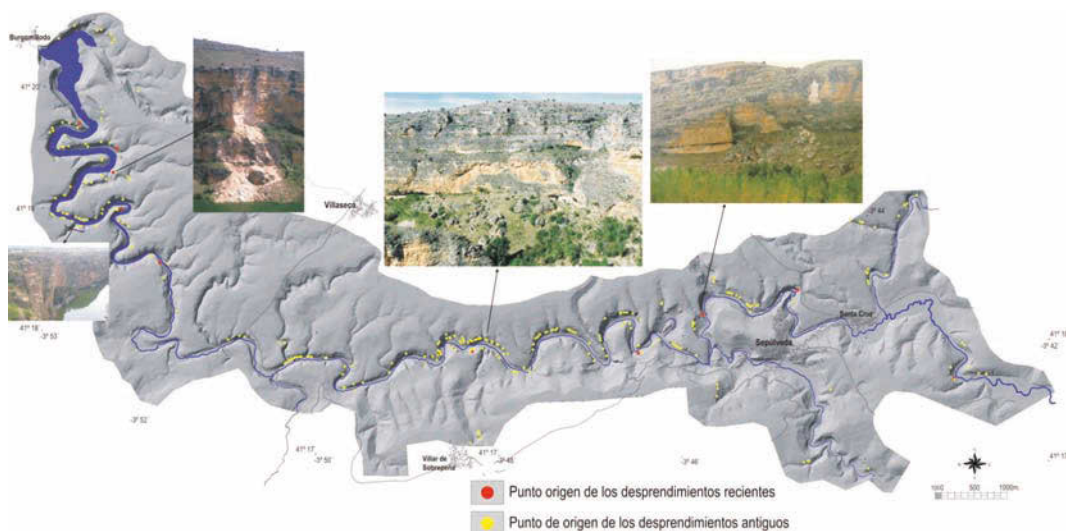 Burgomillodo
41° 20'
41° 19'
Villaseca
-3° 44'
41° 18'
-3° 53'
Santa Cruz
Sepúlveda
-3° 42'
-3° 52'
41° 17'
-3° 50'
Villar de
Sobrepeña
41° 17'
-3° 46'
500
1000m.
Punto origen de los desprendimientos recientes
Punto de origen de los desprendimientos antiguos